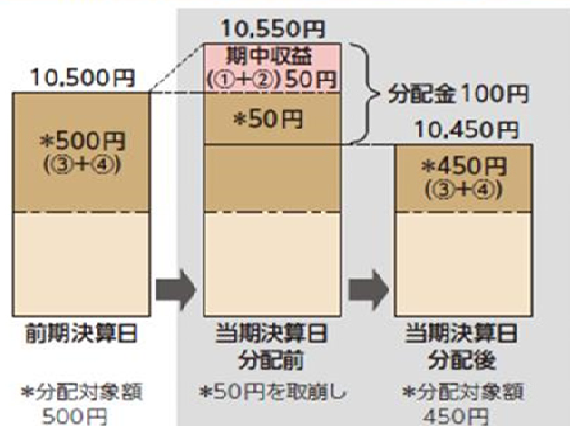 10,550円
期中収益
(①+②)50円
10,500円
分配金100円
*50円
10,450円
*500円
(③+④)
*450円
(③+④)
前期決算日
当期決算日
分配前
当期決算日
分配後
*分配対象額
500円
*50円を取崩し
*分配対象額
450円